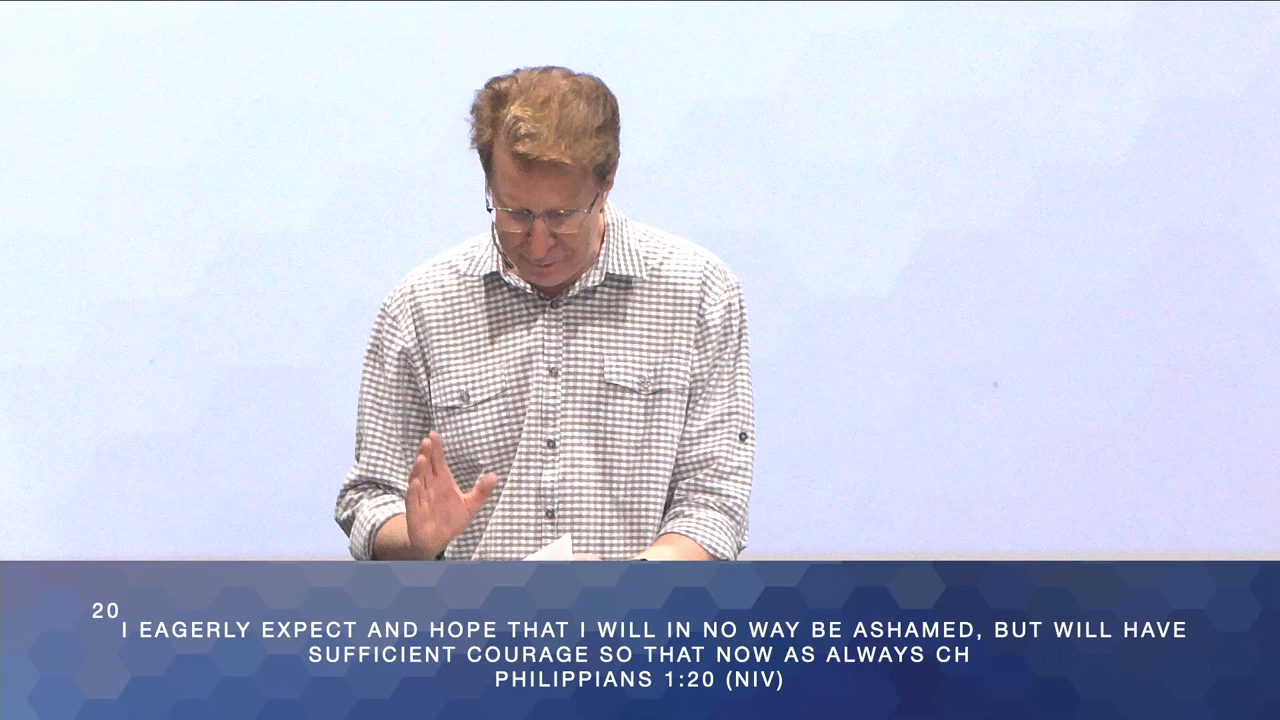 20
I EAGERLY EXPECT AND HOPE THAT I WILL IN NO WAY BE ASHAMED, BUT WILL HAVE
SUFFICIENT COURAGE SO THAT NOW AS ALWAYS CH
PHILIPPIANS 1:20 (NIV)